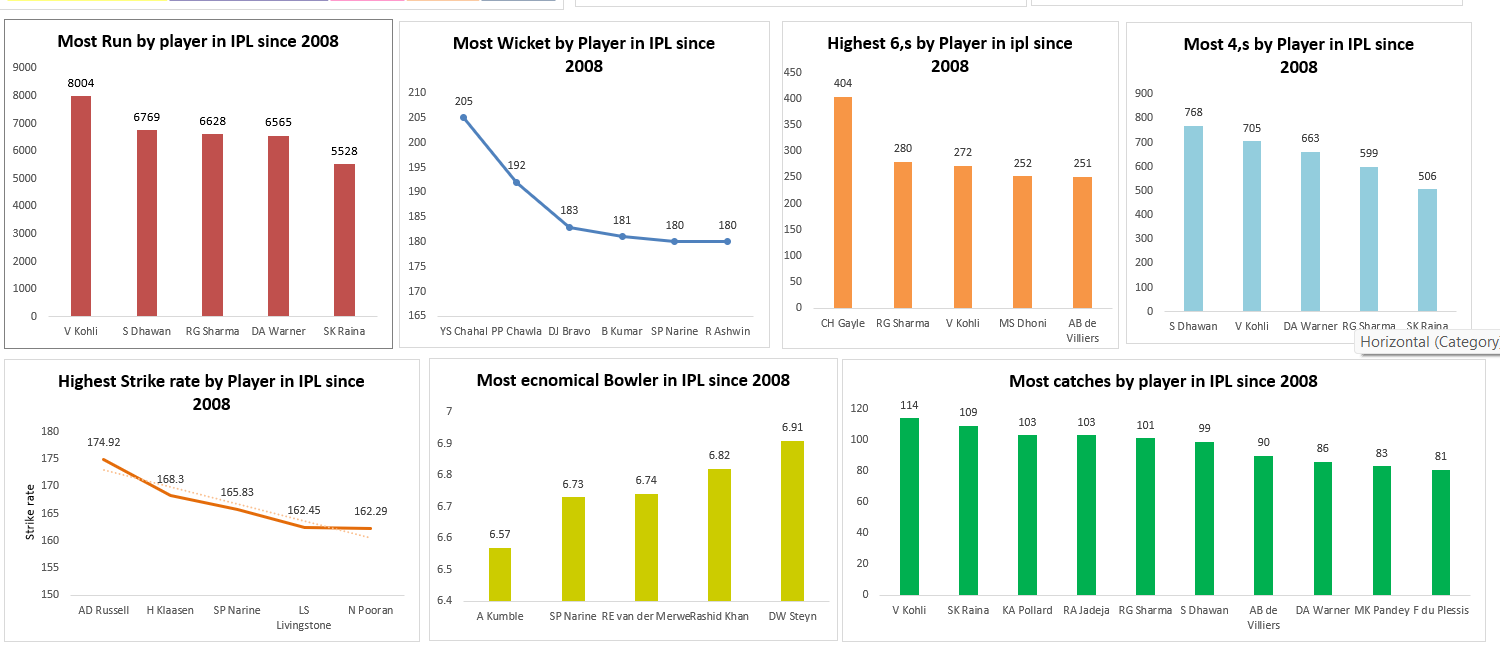 Most Run by player in IPL since 2008
9000
8000
7000
6000
5000
4000
3000
2000
1000
0
8004
6769
6628
6565
5528
V Kohli
S Dhawan
RG Sharma
DA Warner
SK Raina
Most Wicket by Player in IPL since
2008
210
205
200
195
190
185
180
175
170
165
205
192
183
181
180
180
YS Chahal
PP Chawla
DJ Bravo
B Kumar
SP Narine
R Ashwin
Highest 6,s by Player in ipl since
2008
450
400
350
300
250
200
150
100
50
0
404
280
272
252
251
CH Gayle
RG Sharma
V Kohli
MS Dhoni
AB de
Villiers
Most 4,s by Player in IPL since
2008
900
800
700
600
500
400
300
200
100
0
768
705
663
599
506
S Dhawan
V Kohli
DA Warner
RG Sharma
SK Raina
Horizontal (Category)
Highest Strike rate by Player in IPL since
2008
Strike rate
180
175
170
165
160
155
150
174.92
168.3
165.83
162.45
162.29
AD Russell
H Klaasen
SP Narine
LS
Livingstone
N Pooran
Most ecnomical Bowler in IPL since 2008
7
6.9
6.8
6.7
6.6
6.5
6.4
6.57
6.73
6.74
6.82
6.91
A Kumble
SP Narine
RE van der Merwe
Rashid Khan
DW Steyn
Most catches by player in IPL since 2008
120
100
80
60
40
20
0
114
109
103
103
101
99
90
86
83
81
V Kohli
SK Raina
KA Pollard
RA Jadeja
RG Sharma
S Dhawan
AB de
Villiers
DA Warner
MK Pandey
F du Plessis